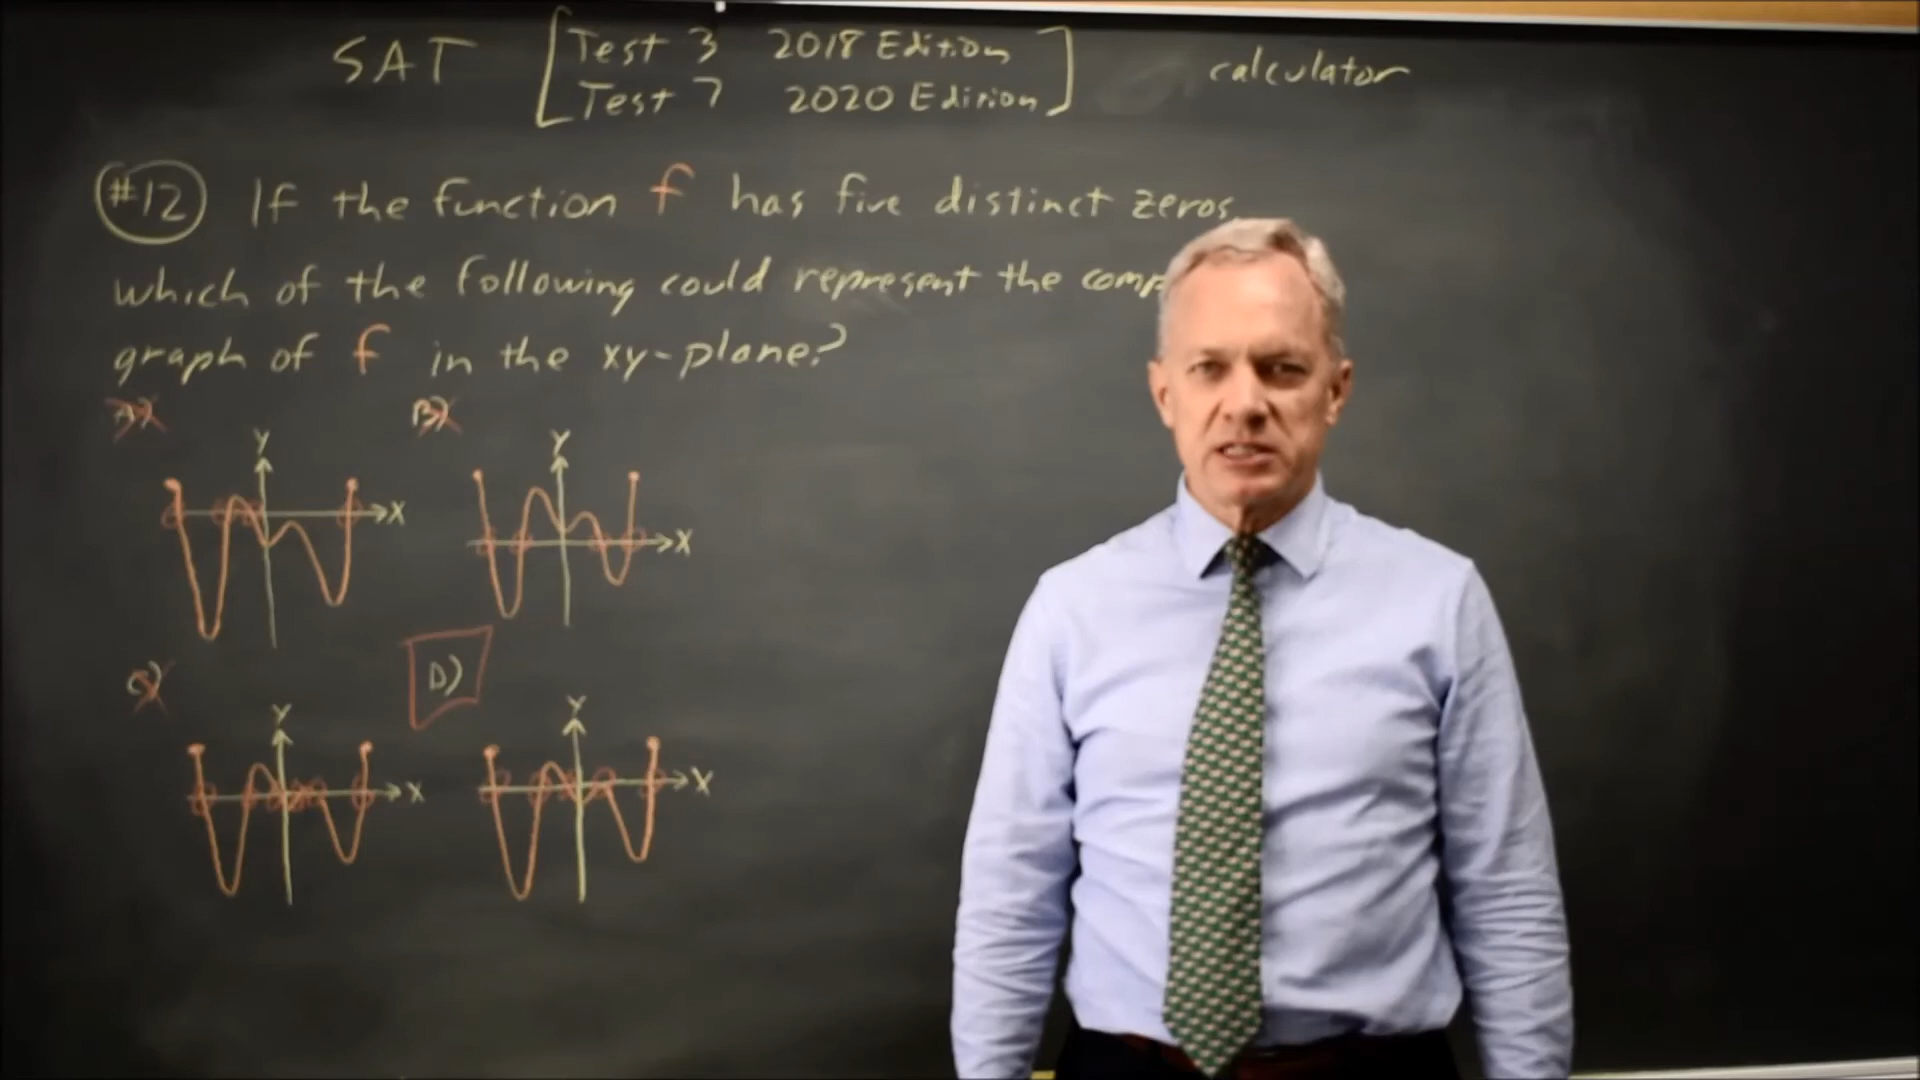 SAT [Test 3 2018 Edition
Test 7 2020 Edition] calculator
#12 If the function f has five distinct zeros,
which of the following could represent the comp
graph of f in the xy-plane?
A) B)
Y Y
X X
C) D)
Y Y
X X